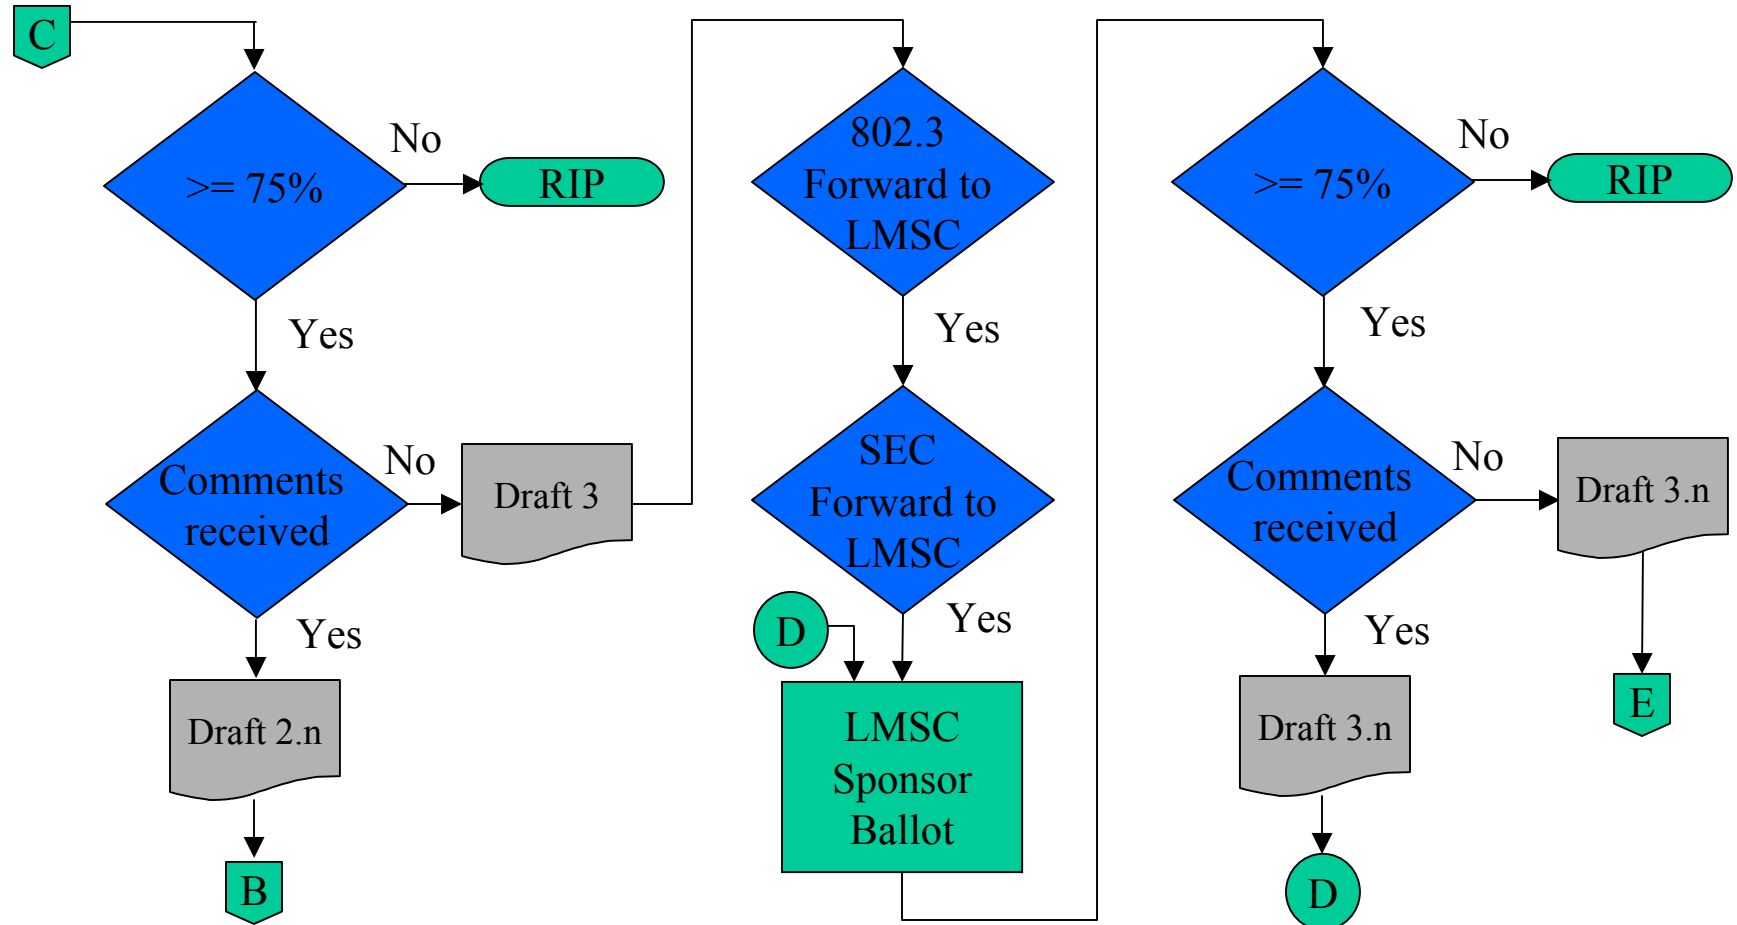 C
>= 75%
No
RIP
Yes
Comments
received
No
Draft 3
Yes
Draft 2.n
B
802.3
Forward to
LMSC
Yes
SEC
Forward to
LMSC
Yes
D
LMSC
Sponsor
Ballot
>= 75%
No
RIP
Yes
Comments
received
No
Draft 3.n
E
Yes
Draft 3.n
D